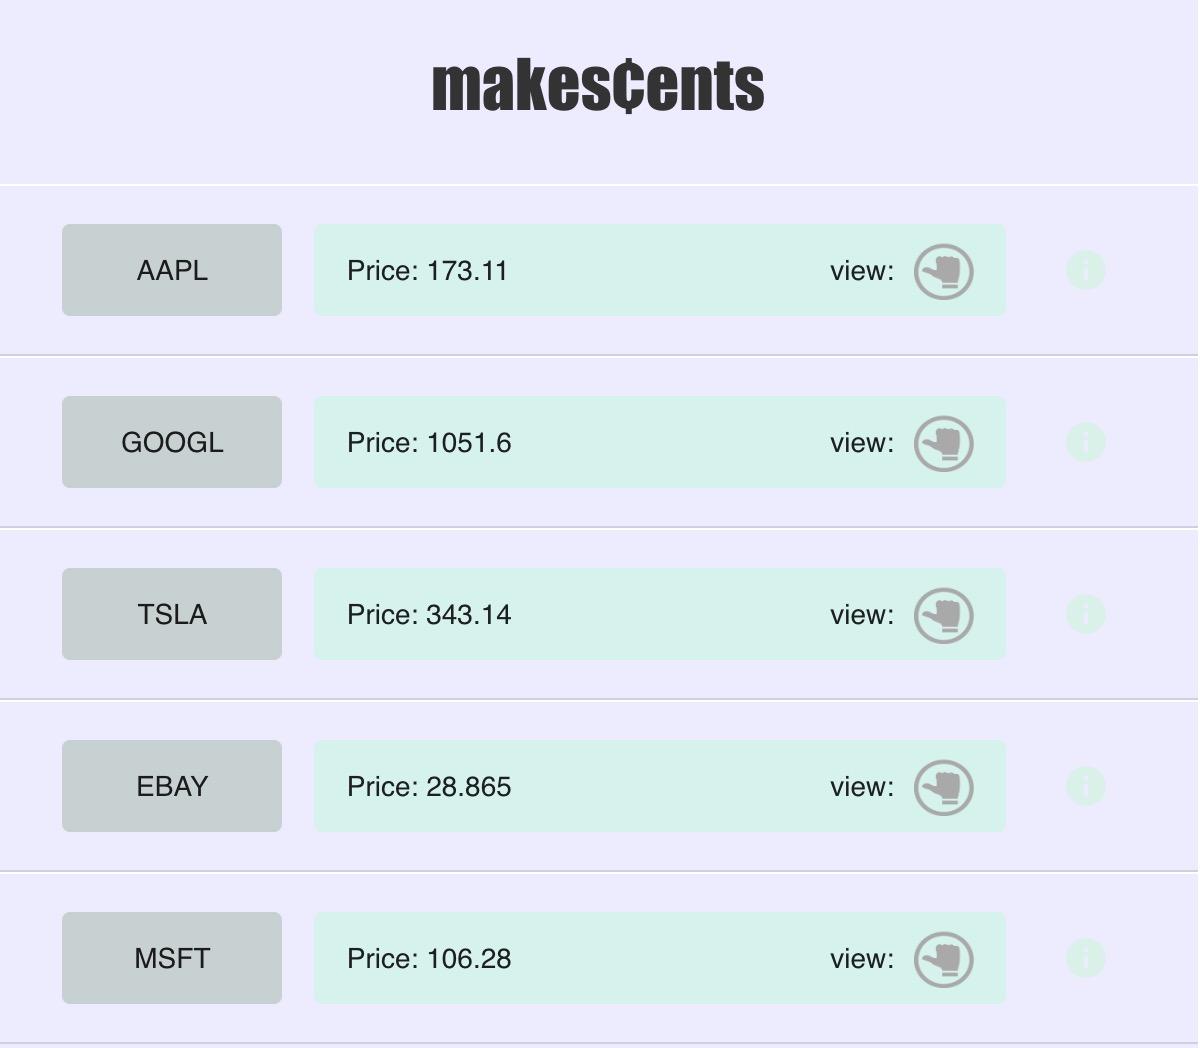 makes¢ents
AAPL Price: 173.11 view:
GOOGL Price: 1051.6 view:
TSLA Price: 343.14 view:
EBAY Price: 28.865 view:
MSFT Price: 106.28 view: